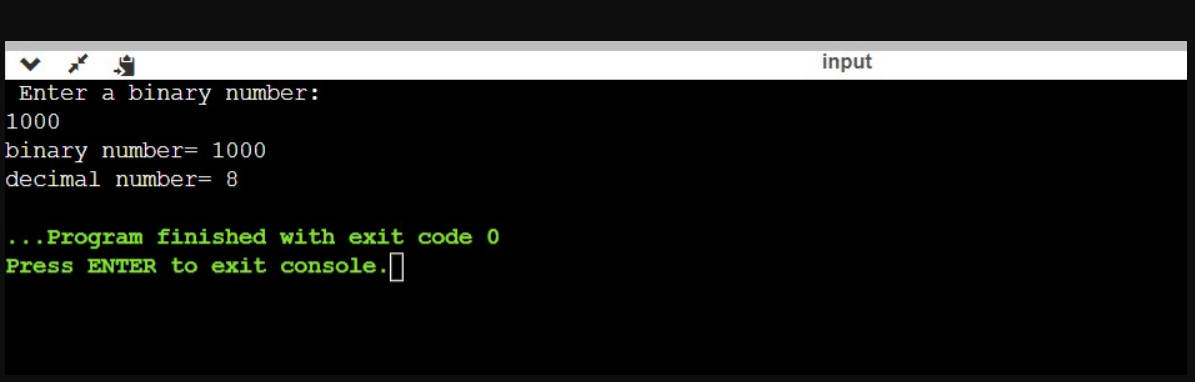 input
Enter a binary number:
1000
binary number= 1000
decimal number= 8
...Program finished with exit code 0
Press ENTER to exit console.